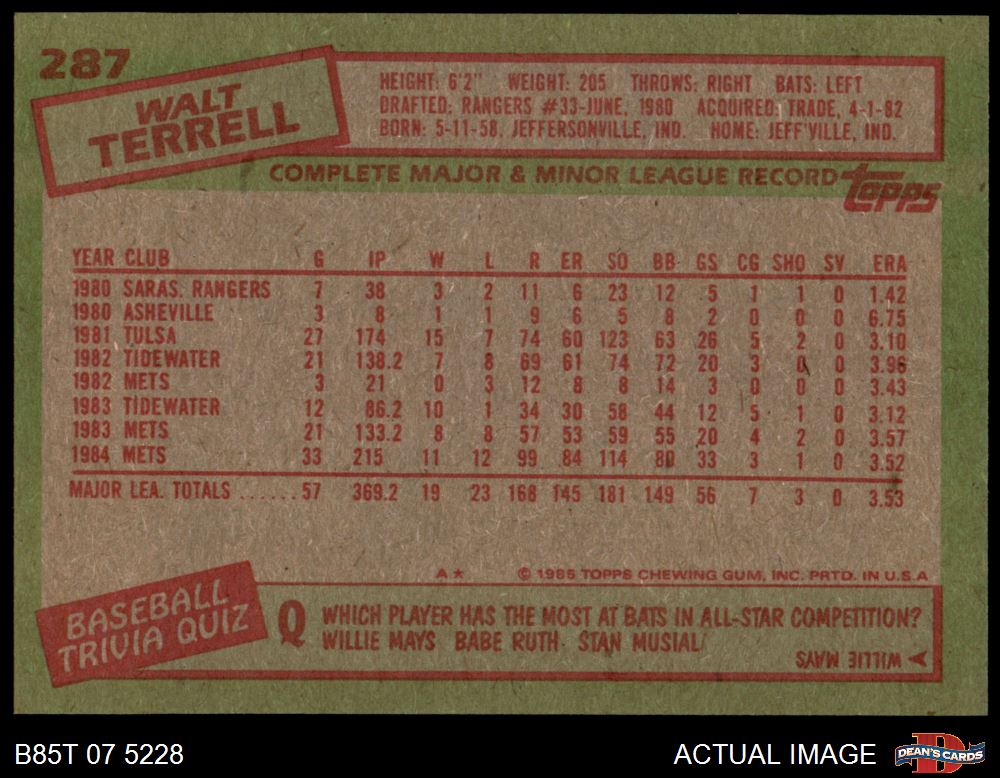 287
WALT
TERRELL
HEIGHT: 6'2" WEIGHT: 205 THROWS: RIGHT BATS: LEFT
DRAFTED: RANGERS #33-JUNE, 1980 ACQUIRED: TRADE, 4-1-82
BORN: 5-11-58, JEFFERSONVILLE, IND. HOME: JEFF'VILLE, IND.
COMPLETE MAJOR & MINOR LEAGUE RECORD topps
YEAR CLUB G IP W L R ER SO BB GS CG SHO SV ERA
1980 SARAS. RANGERS 7 38 3 2 11 6 23 12 5 1 1 0 1.42
1980 ASHEVILLE 3 8 1 1 9 6 5 8 2 0 0 0 6.75
1981 TULSA 27 174 15 7 74 60 123 63 26 5 2 0 3.10
1982 TIDEWATER 21 138.2 7 8 69 61 74 72 20 3 0 0 3.96
1982 METS 3 21 0 3 12 8 8 14 3 0 0 0 3.43
1983 TIDEWATER 12 86.2 10 1 34 30 58 44 12 5 1 0 3.12
1983 METS 21 133.2 8 8 57 53 59 55 20 4 2 0 3.57
1984 METS 33 215 11 12 99 84 114 80 33 3 1 0 3.52
MAJOR LEA. TOTALS ...... 57 369.2 19 23 168 145 181 149 56 7 3 0 3.53
A* © 1985 TOPPS CHEWING GUM, INC. PRTD. IN U.S.A
BASEBALL
TRIVIA QUIZ
Q WHICH PLAYER HAS THE MOST AT BATS IN ALL-STAR COMPETITION?
WILLIE MAYS BABE RUTH STAN MUSIAL
A WILLIE MAYS
B85T 07 5228 ACTUAL IMAGE DEAN'S CARDS